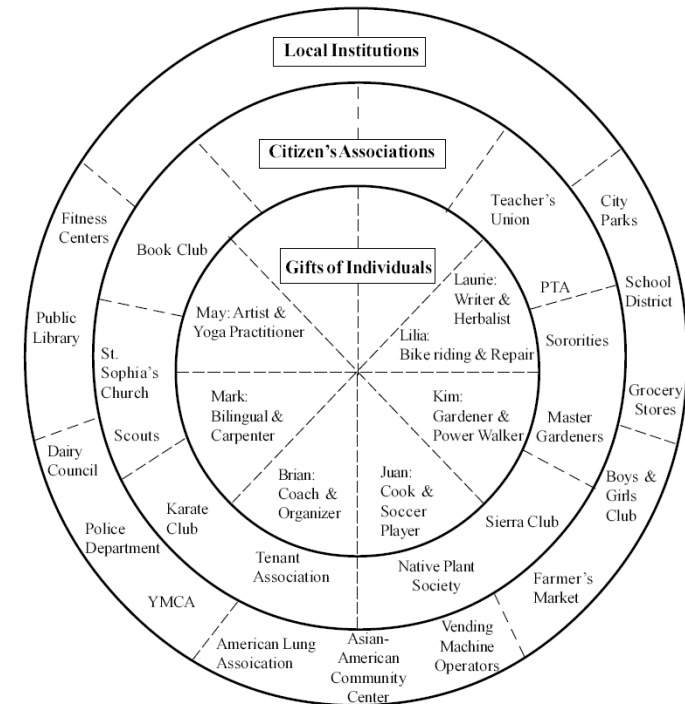 Local Institutions
Citizen's Associations
Gifts of Individuals
Fitness
Centers
Public
Library
Dairy
Council
Police
Department
YMCA
American Lung
Assoication
Asian-
American
Community
Center
Vending
Machine
Operators
Farmer's
Market
Boys &
Girls
Club
Grocery
Stores
School
District
City
Parks
Book Club
St.
Sophia's
Church
Scouts
Karate
Club
Tenant
Association
Native Plant
Society
Sierra Club
Master
Gardeners
Sororities
PTA
Teacher's
Union
May: Artist &
Yoga Practitioner
Mark:
Bilingual &
Carpenter
Brian:
Coach &
Organizer
Juan:
Cook &
Soccer
Player
Kim:
Gardener &
Power Walker
Lilia:
Bike riding & Repair
Laurie:
Writer &
Herbalist